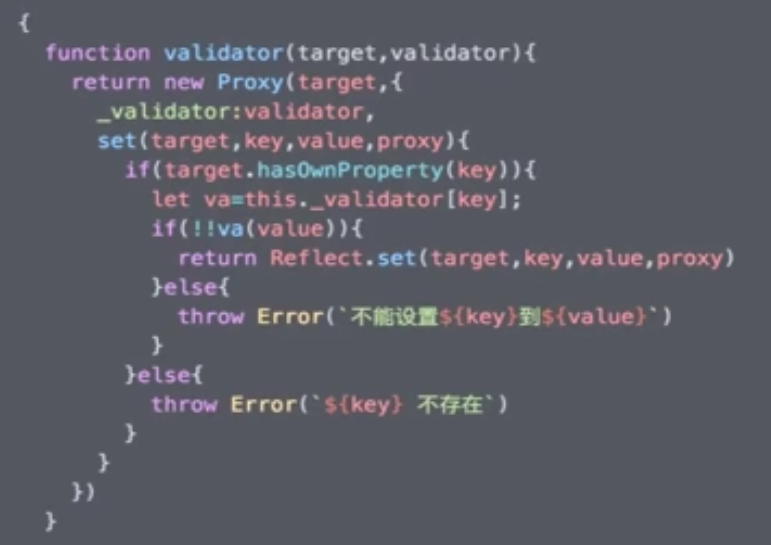 {
  function validator(target,validator){
    return new Proxy(target,{
      _validator:validator,
      set(target,key,value,proxy){
        if(target.hasOwnProperty(key)){
          let va=this._validator[key];
          if(!!va(value)){
            return Reflect.set(target,key,value,proxy)
          }else{
            throw Error(`不能设置${key}到${value}`)
          }
        }else{
          throw Error(`${key} 不存在`)
        }
      }
    })
  }